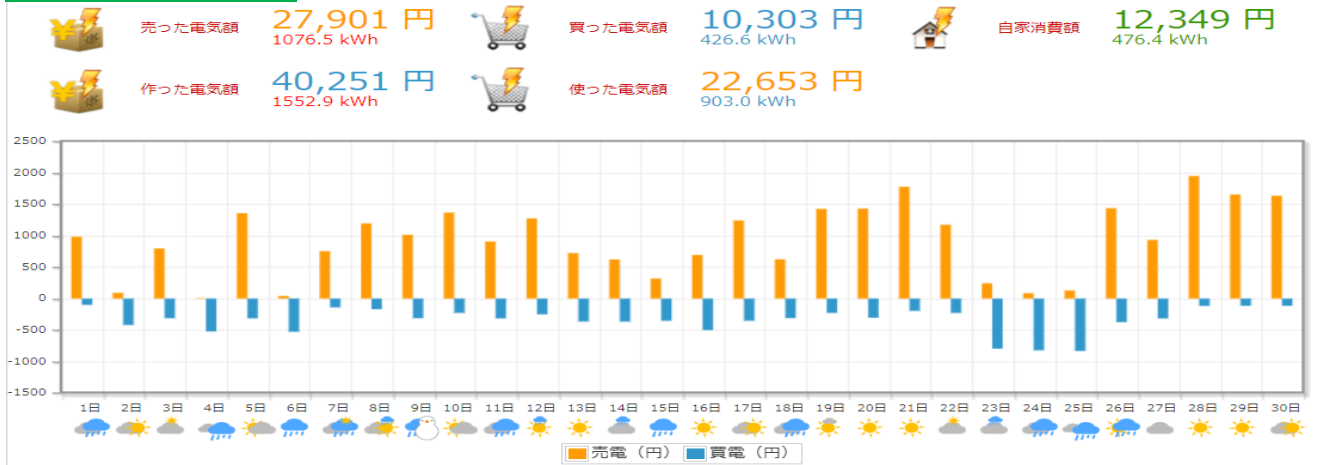 売った電気額 27,901 円 買った電気額 10,303 円 自家消費額 12,349 円
1076.5 kWh 426.6 kWh 476.4 kWh
作った電気額 40,251 円 使った電気額 22,653 円
1552.9 kWh 903.0 kWh
2500
2000
1500
1000
500
0
-500
-1000
-1500
1日 2日 3日 4日 5日 6日 7日 8日 9日 10日 11日 12日 13日 14日 15日 16日 17日 18日 19日 20日 21日 22日 23日 24日 25日 26日 27日 28日 29日 30日
売電（円） 買電（円）